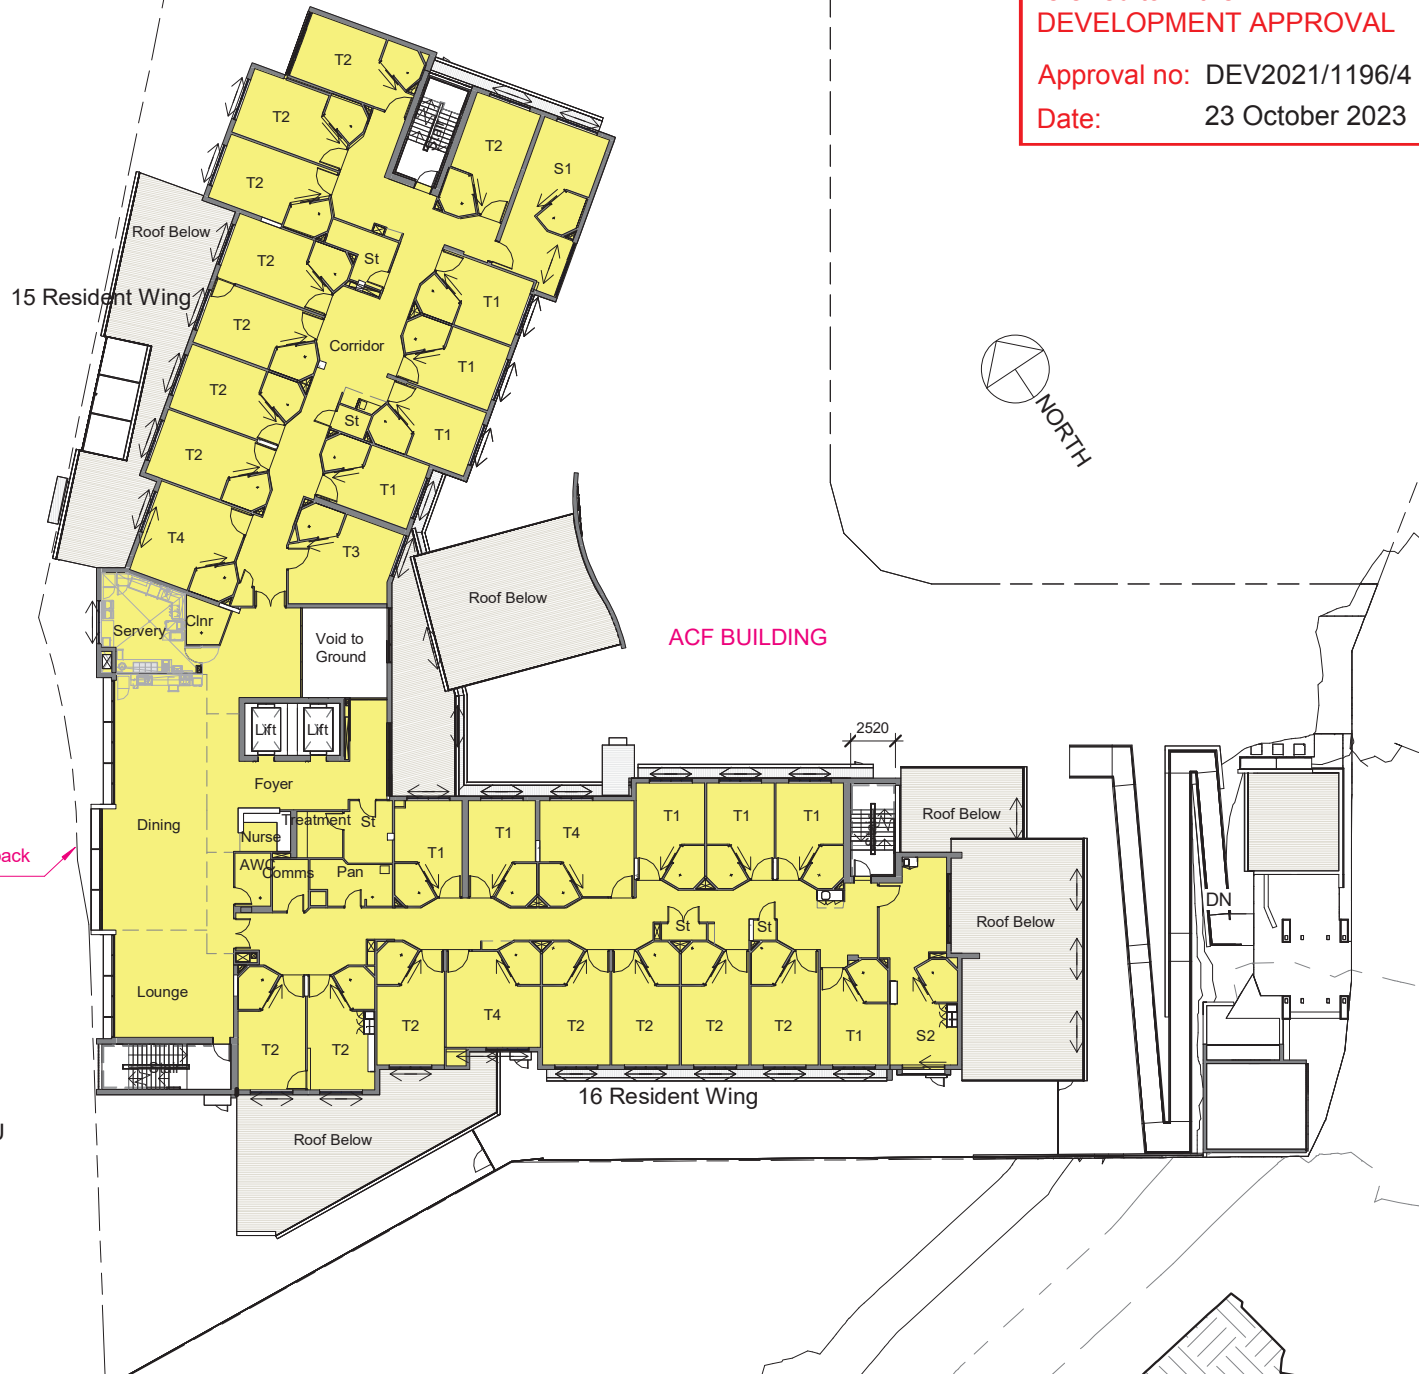 DEVELOPMENT APPROVAL
Approval no: DEV2021/1196/4
Date: 23 October 2023
T2
T2
T2
S1
T2
T2
Roof Below
St
15 Resident Wing
T1
T2
Corridor
T1
T2
St
T1
T2
T1
T4
T3
NORTH
Roof Below
Servery
Clnr
Void to
Ground
ACF BUILDING
Lift
Lift
2520
Foyer
Dining
Nurse
Treatment
St
T1
T1
T4
T1
T1
T1
Roof Below
back
AWC
Comms
Pan
DN
St
St
Roof Below
Lounge
T2
T2
T2
T4
T2
T2
T2
T2
T1
S2
16 Resident Wing
Roof Below